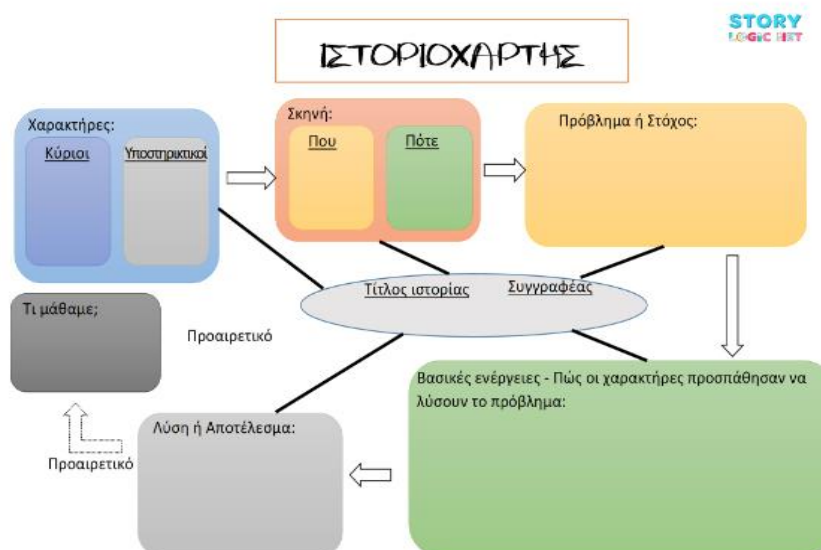 STORY
LOGIC NET
ΙΣΤΟΡΙΟΧΑΡΤΗΣ
Χαρακτήρες:
Κύριοι
Υποστηρικτικοί
Σκηνή:
Που
Πότε
Πρόβλημα ή Στόχος:
Τίτλος ιστορίας
Συγγραφέας
Τι μάθαμε;
Προαιρετικό
Βασικές ενέργειες - Πώς οι χαρακτήρες προσπάθησαν να
λύσουν το πρόβλημα:
Λύση ή Αποτέλεσμα:
Προαιρετικό